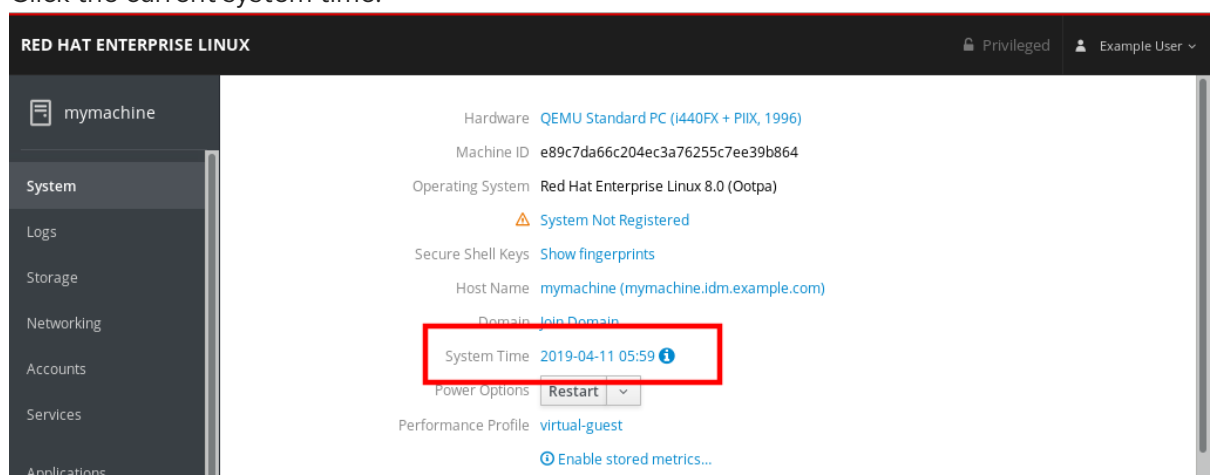 Click the current system time.
RED HAT ENTERPRISE LINUX
Privileged
Example User
mymachine
System
Logs
Storage
Networking
Accounts
Services
Applications
Hardware QEMU Standard PC (i440FX + PIIX, 1996)
Machine ID e89c7da66c204ec3a76255c7ee39b864
Operating System Red Hat Enterprise Linux 8.0 (Ootpa)
System Not Registered
Secure Shell Keys Show fingerprints
Host Name mymachine (mymachine.idm.example.com)
Domain Join Domain
System Time 2019-04-11 05:59
Power Options Restart
Performance Profile virtual-guest
Enable stored metrics...